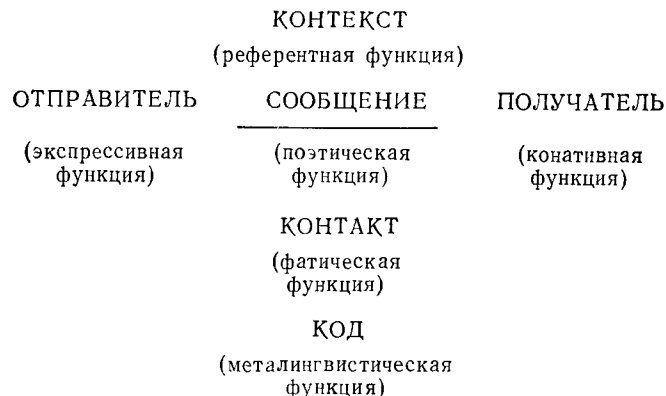 КОНТЕКСТ
(референтная функция)
ОТПРАВИТЕЛЬ СООБЩЕНИЕ ПОЛУЧАТЕЛЬ
(экспрессивная функция) (поэтическая функция) (конативная функция)
КОНТАКТ
(фатическая
функция)
КОД
(металингвистическая
функция)